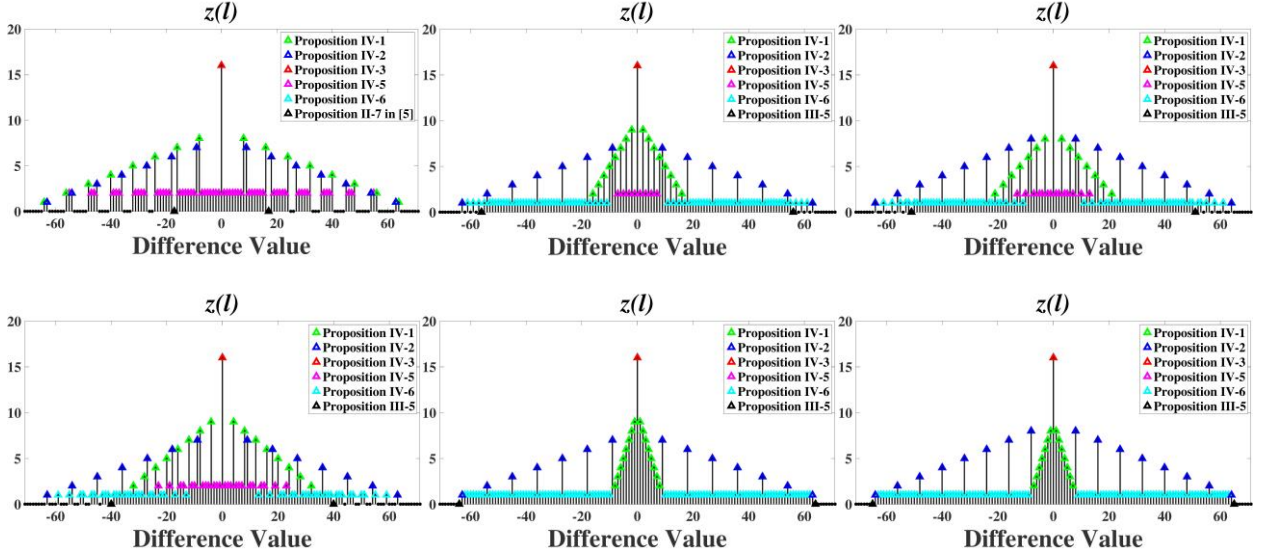 z(l)
20
15
10
5
0
Proposition IV-1
Proposition IV-2
Proposition IV-3
Proposition IV-5
Proposition IV-6
Proposition II-7 in [5]
-60 -40 -20 0 20 40 60
Difference Value
z(l)
20
15
10
5
0
Proposition IV-1
Proposition IV-2
Proposition IV-3
Proposition IV-5
Proposition IV-6
Proposition III-5
-60 -40 -20 0 20 40 60
Difference Value
z(l)
20
15
10
5
0
Proposition IV-1
Proposition IV-2
Proposition IV-3
Proposition IV-5
Proposition IV-6
Proposition III-5
-60 -40 -20 0 20 40 60
Difference Value
z(l)
20
15
10
5
0
Proposition IV-1
Proposition IV-2
Proposition IV-3
Proposition IV-5
Proposition IV-6
Proposition III-5
-60 -40 -20 0 20 40 60
Difference Value
z(l)
20
15
10
5
0
Proposition IV-1
Proposition IV-2
Proposition IV-3
Proposition IV-5
Proposition IV-6
Proposition III-5
-60 -40 -20 0 20 40 60
Difference Value
z(l)
20
15
10
5
0
Proposition IV-1
Proposition IV-2
Proposition IV-3
Proposition IV-5
Proposition IV-6
Proposition III-5
-60 -40 -20 0 20 40 60
Difference Value